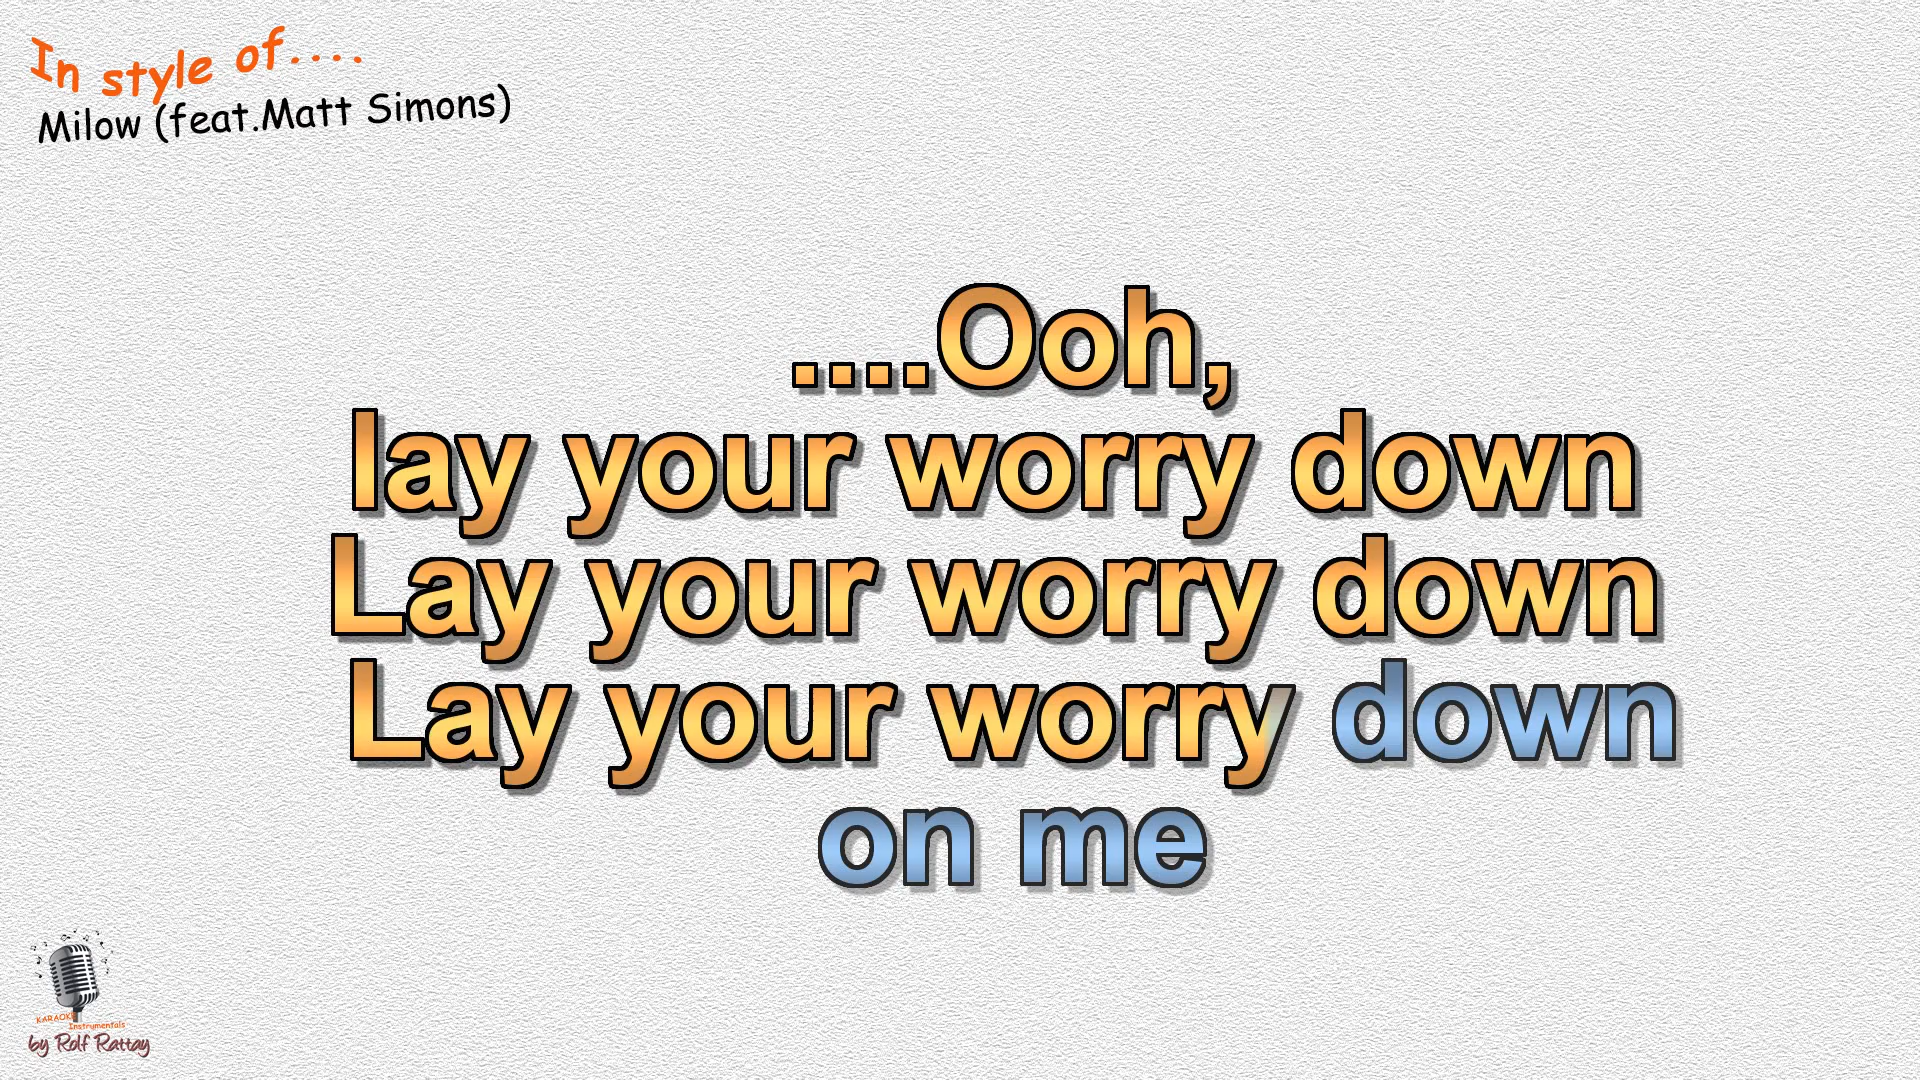 In style of....
Milow (feat.Matt Simons)
....Ooh,
lay your worry down
Lay your worry down
Lay your worry down
on me
KARAOKE
Instrumentals
by Rolf Rattay